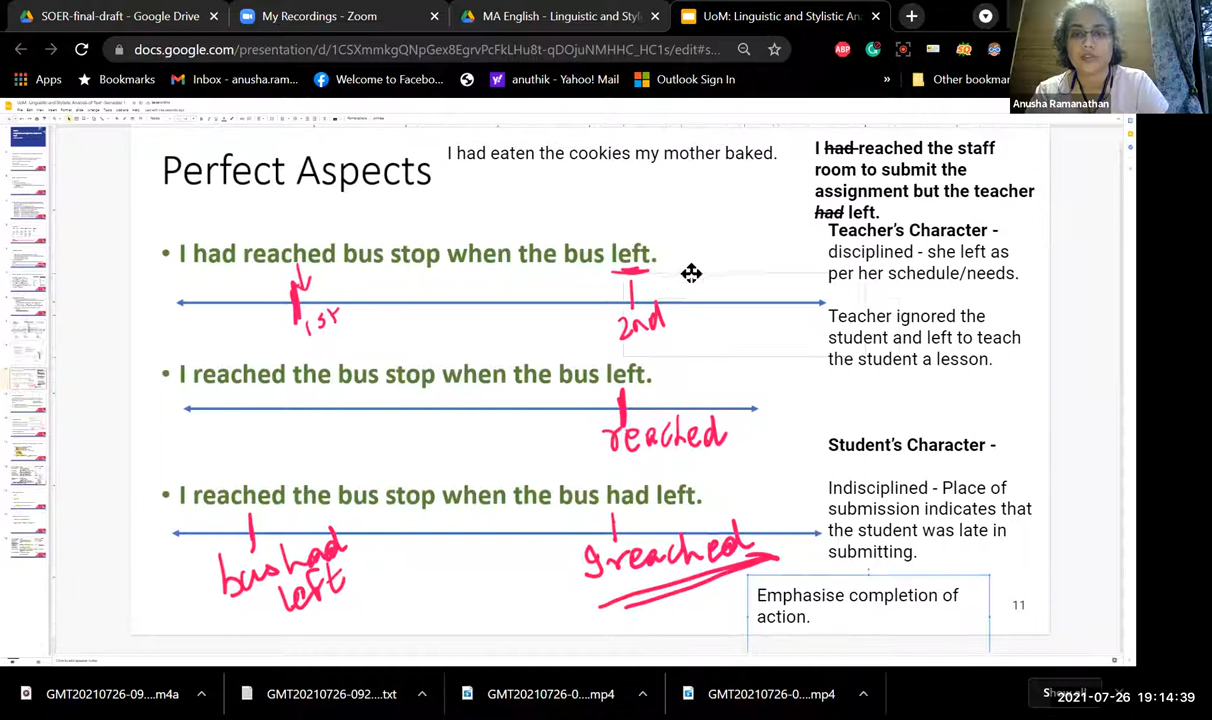 SOER-final-draft - Google Drive
My Recordings - Zoom
MA English - Linguistic and Styli
UoM: Linguistic and Stylistic An
docs.google.com/presentation/d/1CSXmmkgQNpGex8EgrvPcFkLHu8t-qDOjuNMHHC_HC1s/edit#s...
ABP
Apps
Bookmarks
Inbox - anusha.ram...
Welcome to Facebo...
anuthik - Yahoo! Mail
Outlook Sign In
»
Other bookmar
Anusha Ramanathan
Perfect Aspects
I had eaten the cookies my mother baked.
• I had reached bus stop when the bus left.
1st
2nd
• I reached the bus stop when the bus left.
reached
• I reached the bus stop when the bus had left.
bus had
left
I reached
I had reached the staff
room to submit the
assignment but the teacher
had left.
Teacher's Character -
disciplined - she left as
per her schedule/needs.
Teacher ignored the
student and left to teach
the student a lesson.
Student's Character -
Indisciplined - Place of
submission indicates that
the student was late in
submitting.
Emphasise completion of
action.
11
GMT20210726-09....m4a
GMT20210726-092....txt
GMT20210726-0....mp4
GMT20210726-0....mp4
2021-07-26 19:14:39